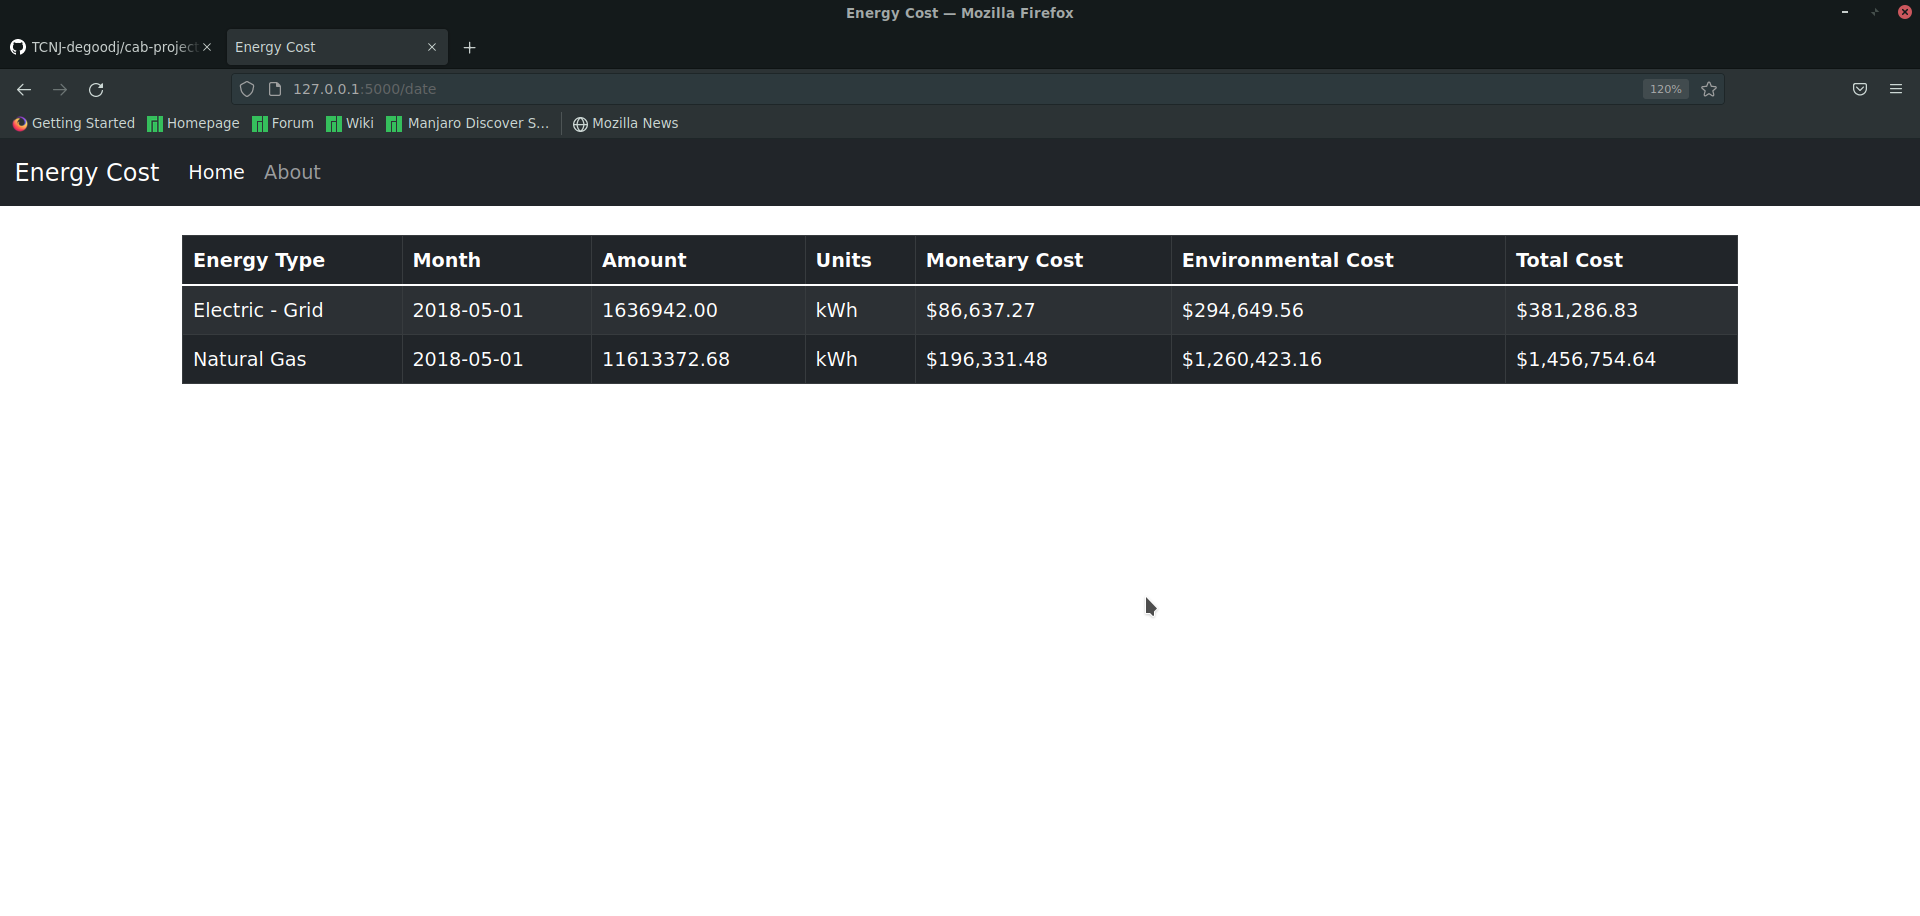 Energy Cost — Mozilla Firefox
TCNJ-degoodj/cab-project Energy Cost
127.0.0.1:5000/date 120%
Getting Started Homepage Forum Wiki Manjaro Discover S... Mozilla News
Energy Cost Home About
Energy Type Month Amount Units Monetary Cost Environmental Cost Total Cost
Electric - Grid 2018-05-01 1636942.00 kWh $86,637.27 $294,649.56 $381,286.83
Natural Gas 2018-05-01 11613372.68 kWh $196,331.48 $1,260,423.16 $1,456,754.64